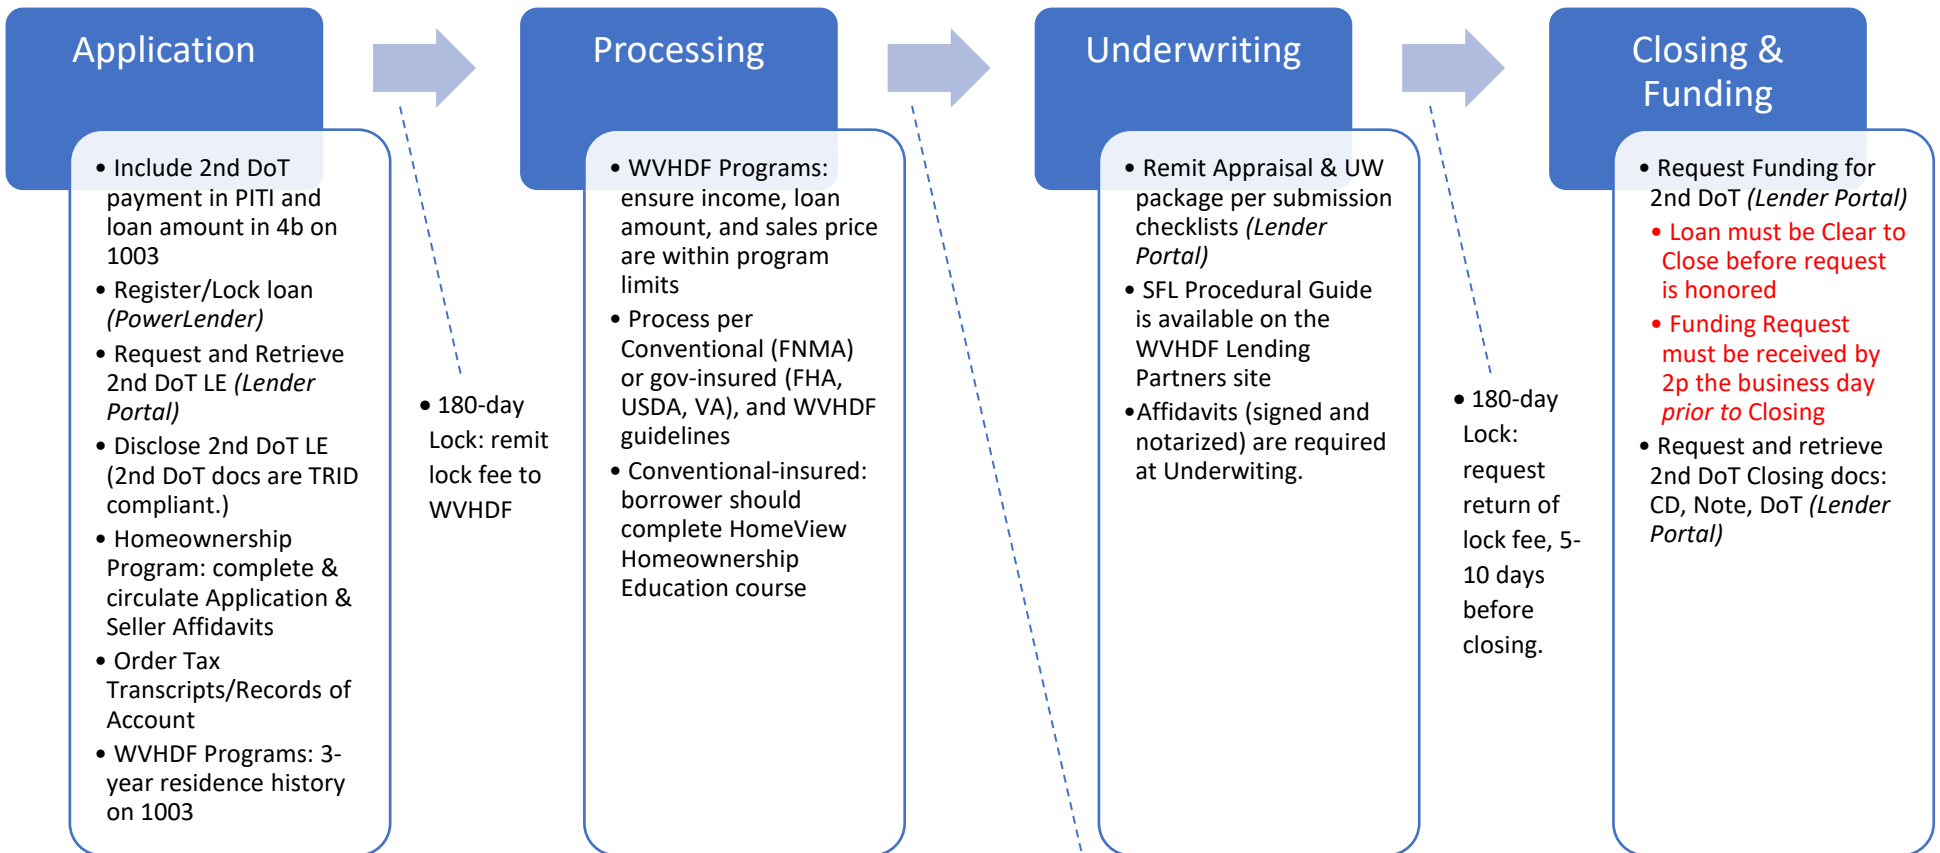 Application
• Include 2nd DoT
payment in PITI and
loan amount in 4b on
1003
• Register/Lock loan
(PowerLender)
• Request and Retrieve
2nd DoT LE (Lender
Portal)
• Disclose 2nd DoT LE
(2nd DoT docs are TRID
compliant.)
• Homeownership
Program: complete &
circulate Application &
Seller Affidavits
• Order Tax
Transcripts/Records of
Account
• WVHDF Programs: 3-
year residence history
on 1003
• 180-day
Lock: remit
lock fee to
WVHDF
Processing
• WVHDF Programs:
ensure income, loan
amount, and sales price
are within program
limits
• Process per
Conventional (FNMA)
or gov-insured (FHA,
USDA, VA), and WVHDF
guidelines
• Conventional-insured:
borrower should
complete HomeView
Homeownership
Education course
Underwriting
• Remit Appraisal & UW
package per submission
checklists (Lender
Portal)
• SFL Procedural Guide
is available on the
WVHDF Lending
Partners site
•Affidavits (signed and
notarized) are required
at Underwiting.
• 180-day
Lock:
request
return of
lock fee, 5-
10 days
before
closing.
Closing &
Funding
• Request Funding for
2nd DoT (Lender Portal)
• Loan must be Clear to
Close before request
is honored
• Funding Request
must be received by
2p the business day
prior to Closing
• Request and retrieve
2nd DoT Closing docs:
CD, Note, DoT (Lender
Portal)